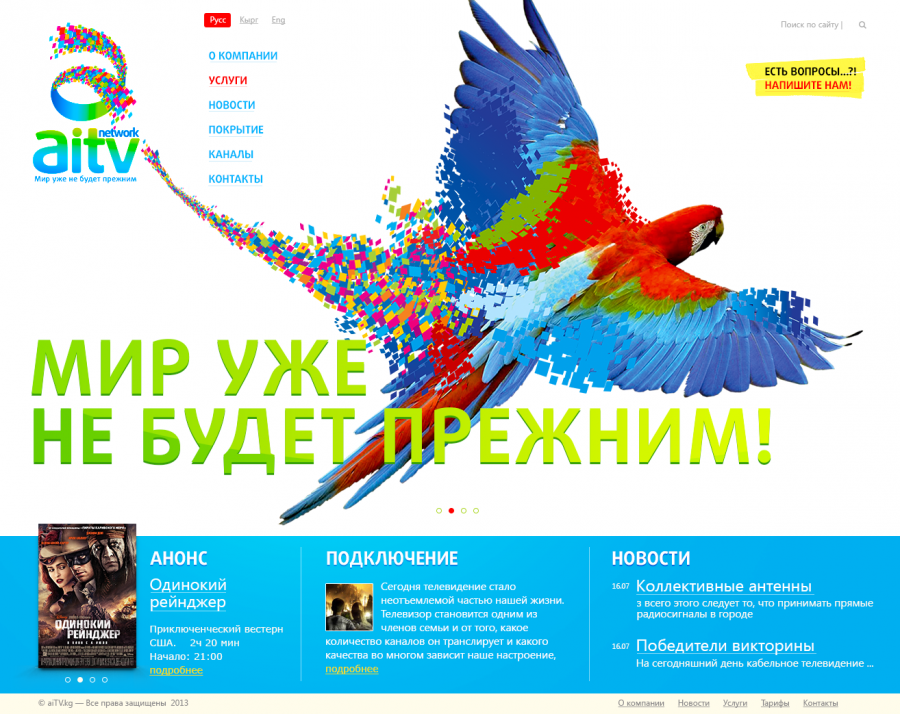 Русс Кырг Eng
Поиск по сайту |
О КОМПАНИИ
УСЛУГИ
НОВОСТИ
ПОКРЫТИЕ
КАНАЛЫ
КОНТАКТЫ
network
aitv
Мир уже не будет прежним
ЕСТЬ ВОПРОСЫ...?!
НАПИШИТЕ НАМ!
МИР УЖЕ
НЕ БУДЕТ ПРЕЖНИМ!
ОДИНОКИЙ
РЕЙНДЖЕР
АНОНС
Одинокий
рейнджер
Приключенческий вестерн
США. 2ч 20 мин
Начало: 21:00
подробнее
ПОДКЛЮЧЕНИЕ
Сегодня телевидение стало
неотъемлемой частью нашей жизни.
Телевизор становится одним из
членов семьи и от того, какое
количество каналов он транслирует и какого
качества во многом зависит наше настроение,
подробнее
НОВОСТИ
16.07 Коллективные антенны
з всего этого следует то, что принимать прямые
радиосигналы в городе
16.07 Победители викторины
На сегодняшний день кабельное телевидение ...
© aiTV.kg — Все права защищены 2013
О компании Новости Услуги Тарифы Контакты